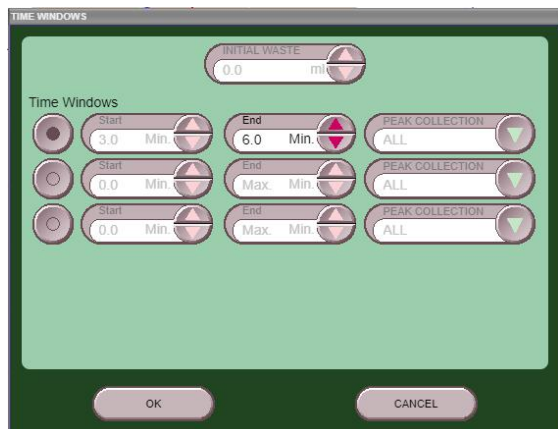 TIME WINDOWS
INITIAL WASTE
0.0 ml
Time Windows
Start End PEAK COLLECTION
3.0 Min. 6.0 Min. ALL
Start End PEAK COLLECTION
0.0 Min. Max. Min. ALL
Start End PEAK COLLECTION
0.0 Min. Max. Min. ALL
OK CANCEL